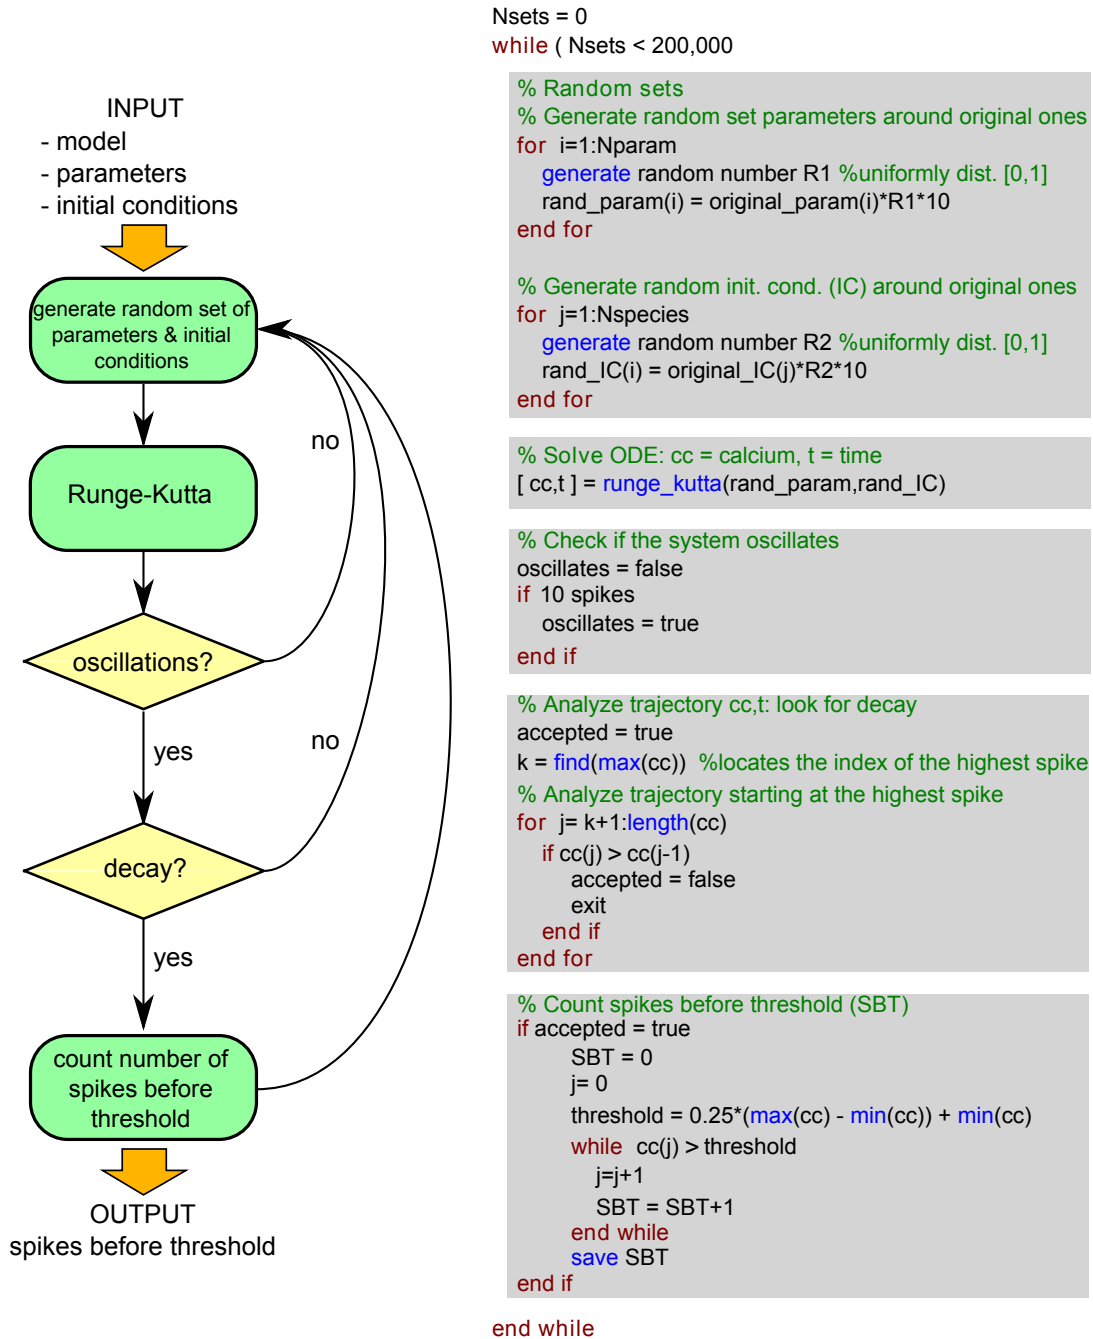 INPUT
- model
- parameters
- initial conditions
generate random set of
parameters & initial
conditions
no
Runge-Kutta
oscillations?
yes
no
decay?
yes
count number of
spikes before
threshold
OUTPUT
spikes before threshold
Nsets = 0
while ( Nsets < 200,000
% Random sets
% Generate random set parameters around original ones
for i=1:Nparam
generate random number R1 %uniformly dist. [0,1]
rand_param(i) = original_param(i)*R1*10
end for
% Generate random init. cond. (IC) around original ones
for j=1:Nspecies
generate random number R2 %uniformly dist. [0,1]
rand_IC(i) = original_IC(j)*R2*10
end for
% Solve ODE: cc = calcium, t = time
[ cc,t ] = runge_kutta(rand_param,rand_IC)
% Check if the system oscillates
oscillates = false
if 10 spikes
oscillates = true
end if
% Analyze trajectory cc,t: look for decay
accepted = true
k = find(max(cc)) %locates the index of the highest spike
% Analyze trajectory starting at the highest spike
for j= k+1:length(cc)
if cc(j) > cc(j-1)
accepted = false
exit
end if
end for
% Count spikes before threshold (SBT)
if accepted = true
SBT = 0
j= 0
threshold = 0.25*(max(cc) - min(cc)) + min(cc)
while cc(j) > threshold
j=j+1
SBT = SBT+1
end while
save SBT
end if
end while